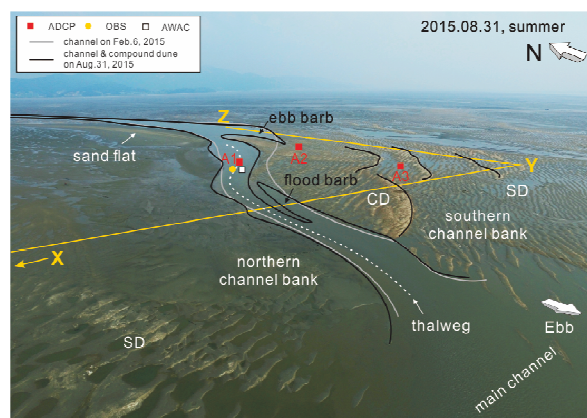 ADCP OBS AWAC
channel on Feb.6, 2015
channel & compound dune
on Aug.31, 2015
2015.08.31, summer
N
Z
ebb barb
sand flat
A1
A2
A3
Y
flood barb
CD
SD
southern
channel bank
X
northern
channel bank
thalweg
Ebb
SD
main channel